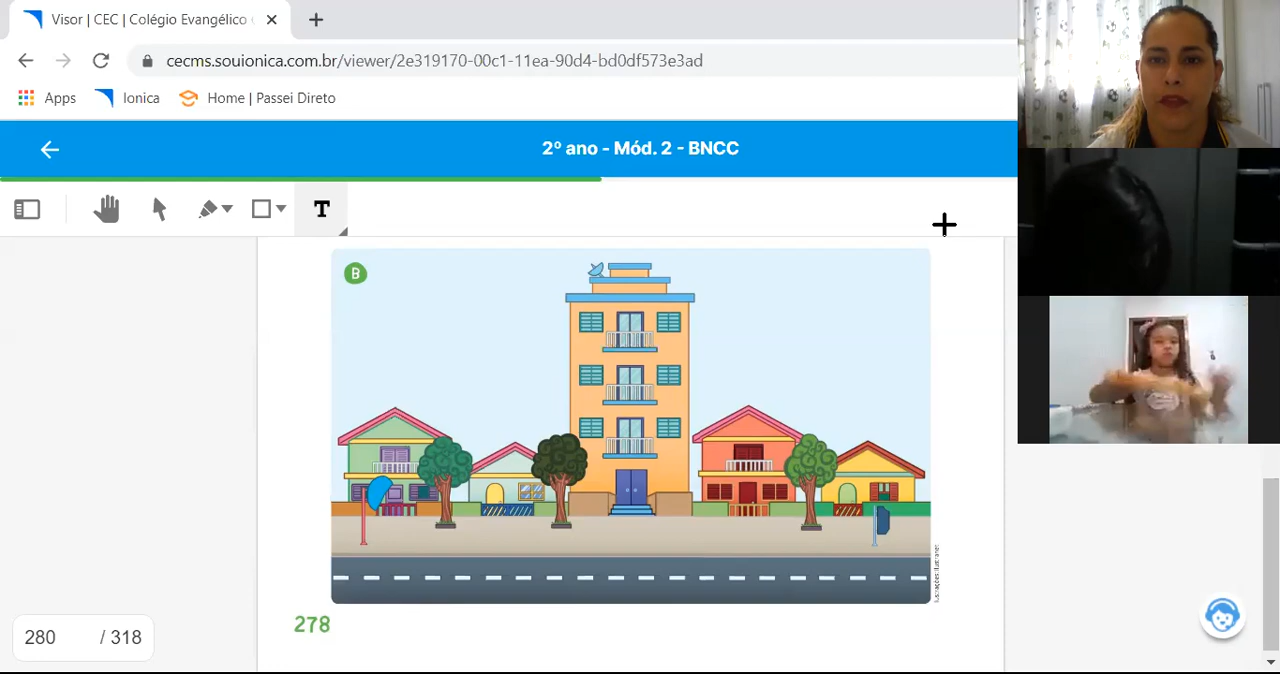 Visor | CEC | Colégio Evangélico
cecms.souionica.com.br/viewer/2e319170-00c1-11ea-90d4-bd0df573e3ad
Apps
Ionica
Home | Passei Direto
2º ano - Mód. 2 - BNCC
T
B
278
280 / 318